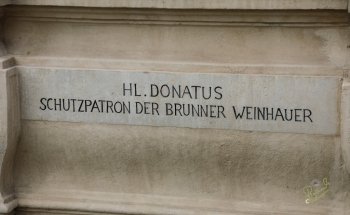 HL. DONATUS
SCHUTZPATRON DER BRUNNER WEINHAUER